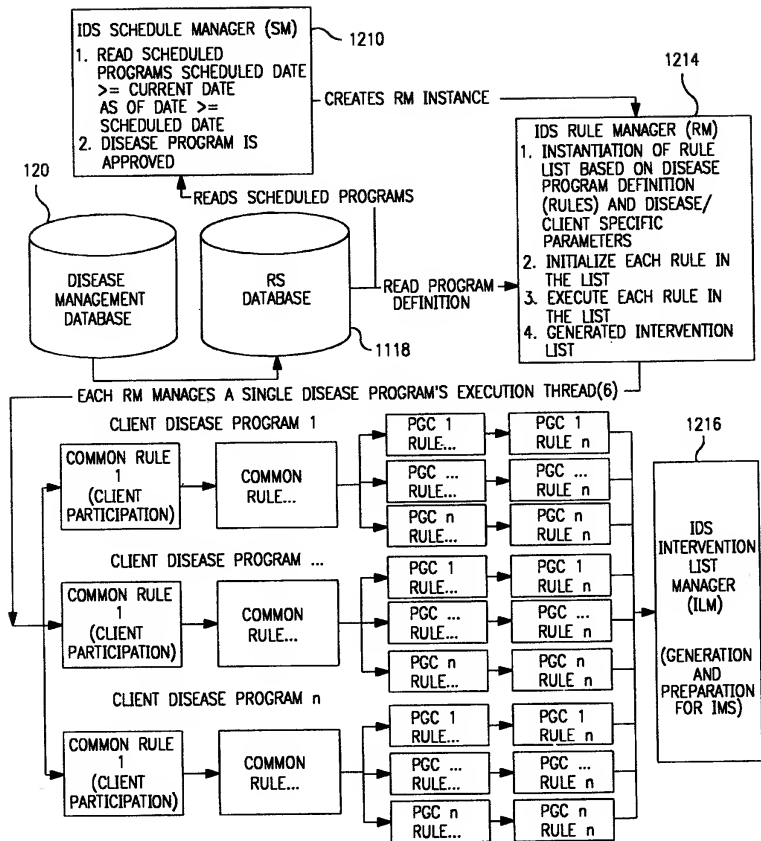 IDS SCHEDULE MANAGER (SM)
1. READ SCHEDULED
PROGRAMS SCHEDULED DATE
>= CURRENT DATE
AS OF DATE >=
SCHEDULED DATE
2. DISEASE PROGRAM IS
APPROVED
1210
CREATES RM INSTANCE
1214
IDS RULE MANAGER (RM)
1. INSTANTIATION OF RULE
LIST BASED ON DISEASE
PROGRAM DEFINITION
(RULES) AND DISEASE/
CLIENT SPECIFIC
PARAMETERS
2. INITIALIZE EACH RULE IN
THE LIST
3. EXECUTE EACH RULE IN
THE LIST
4. GENERATED INTERVENTION
LIST
120
READS SCHEDULED PROGRAMS
DISEASE
MANAGEMENT
DATABASE
RS
DATABASE
READ PROGRAM
DEFINITION
1118
EACH RM MANAGES A SINGLE DISEASE PROGRAM'S EXECUTION THREAD(6)
CLIENT DISEASE PROGRAM 1
COMMON RULE
1
(CLIENT
PARTICIPATION)
COMMON
RULE...
PGC 1
RULE...
PGC 1
RULE n
PGC ...
RULE...
PGC ...
RULE n
PGC n
RULE...
PGC n
RULE n
CLIENT DISEASE PROGRAM ...
COMMON RULE
1
(CLIENT
PARTICIPATION)
COMMON
RULE...
PGC 1
RULE...
PGC 1
RULE n
PGC ...
RULE...
PGC ...
RULE n
PGC n
RULE...
PGC n
RULE n
CLIENT DISEASE PROGRAM n
COMMON RULE
1
(CLIENT
PARTICIPATION)
COMMON
RULE...
PGC 1
RULE...
PGC 1
RULE n
PGC ...
RULE...
PGC ...
RULE n
PGC n
RULE...
PGC n
RULE n
1216
IDS
INTERVENTION
LIST
MANAGER
(ILM)
(GENERATION
AND
PREPARATION
FOR IMS)